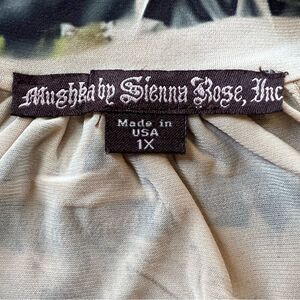 Mushka by Sienna Rose, Inc
Made in
USA
1X